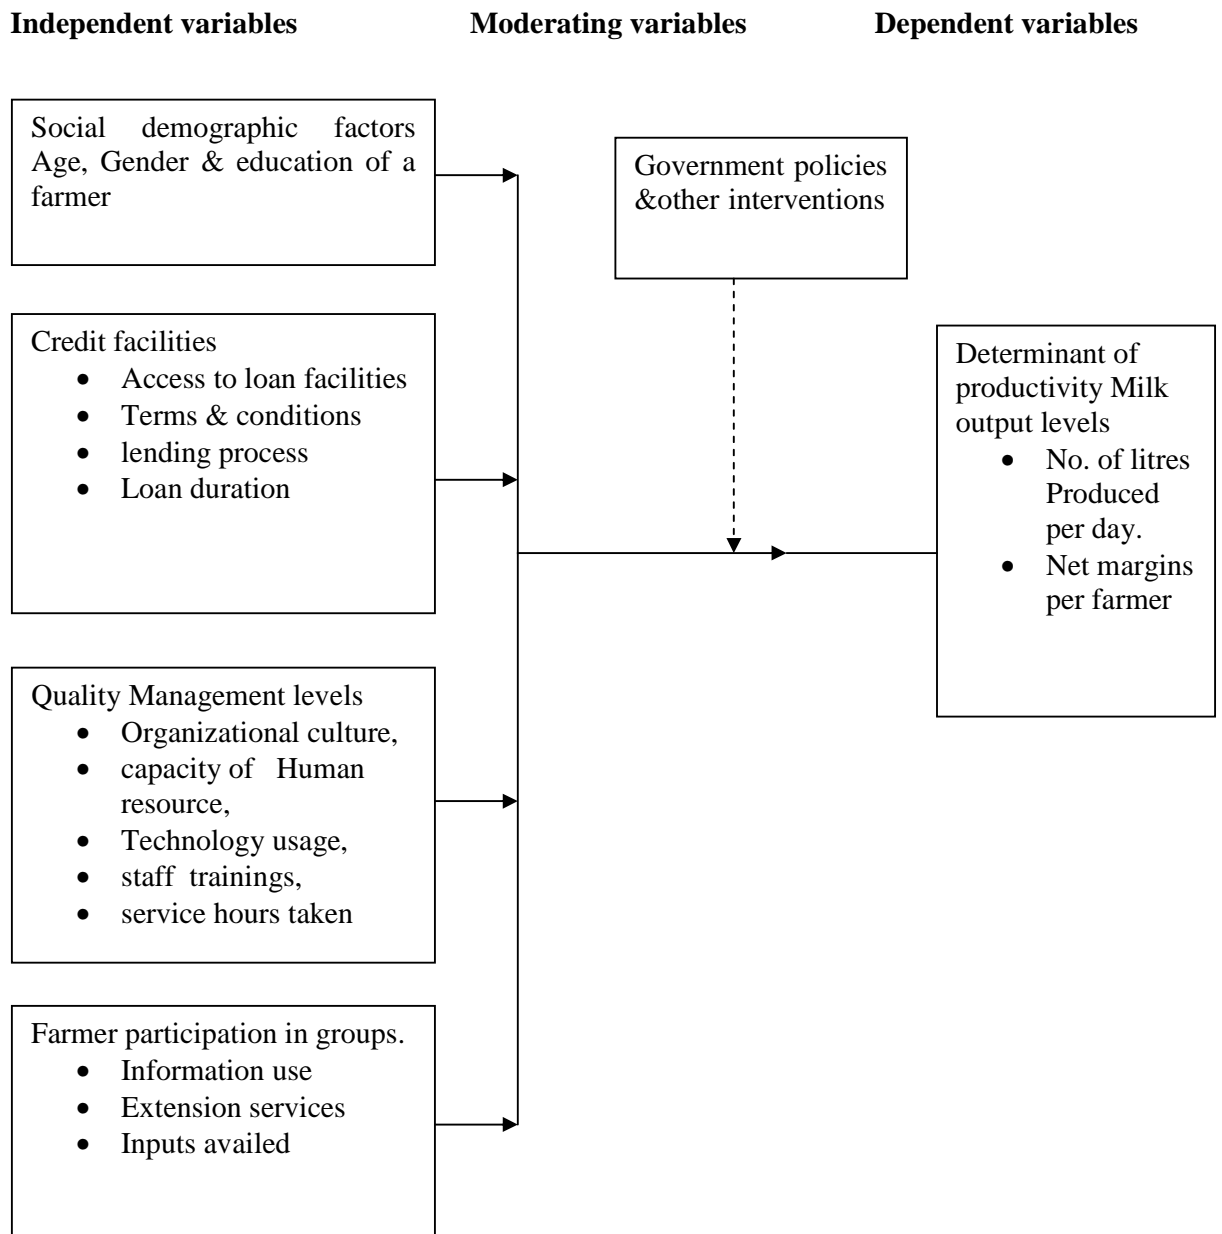 Independent variables
Moderating variables
Dependent variables
Social demographic factors
Age, Gender & education of a
farmer
Government policies
&other interventions
Credit facilities
• Access to loan facilities
• Terms & conditions
• lending process
• Loan duration
Determinant of
productivity Milk
output levels
• No. of litres
Produced
per day.
• Net margins
per farmer
Quality Management levels
• Organizational culture,
• capacity of Human
resource,
• Technology usage,
• staff trainings,
• service hours taken
Farmer participation in groups.
• Information use
• Extension services
• Inputs availed